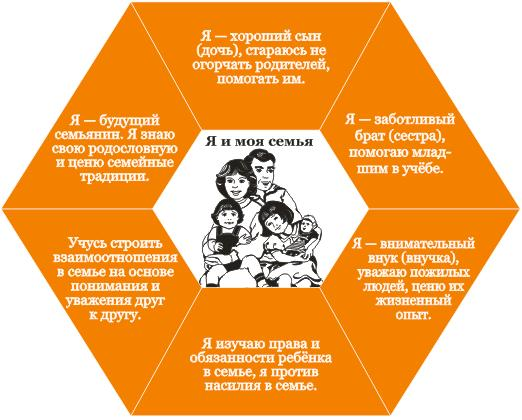 Я — хороший сын
(дочь), стараюсь не
огорчать родителей,
помогать им.
Я — заботливый
брат (сестра),
помогаю млад-
шим в учёбе.
Я — внимательный
внук (внучка),
уважаю пожилых
людей, ценю их
жизненный
опыт.
Я изучаю права и
обязанности ребёнка
в семье, я против
насилия в семье.
Учусь строить
взаимоотношения
в семье на основе
понимания и
уважения друг
к другу.
Я — будущий
семьянин. Я знаю
свою родословную
и ценю семейные
традиции.
Я и моя семья